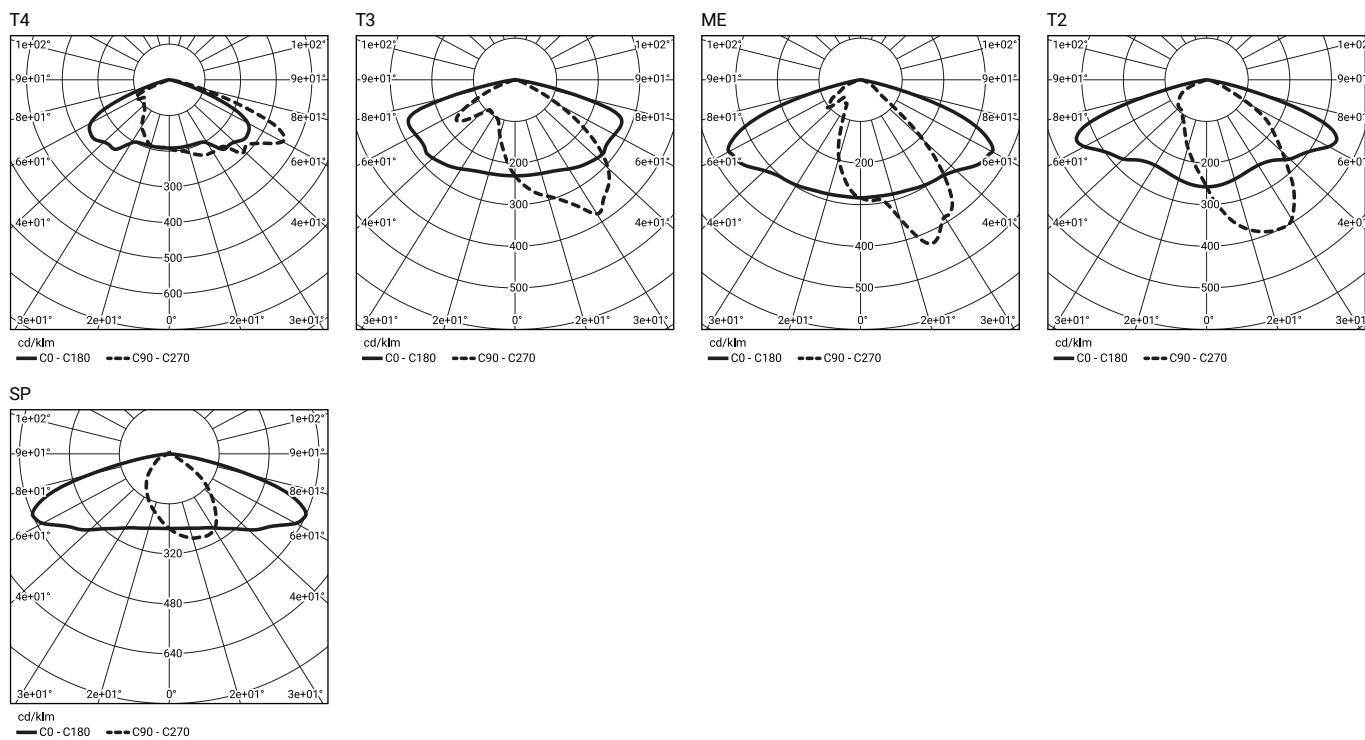 T4
1e+02° 1e+02°
9e+01° 9e+01°
8e+01° 8e+01°
6e+01° 6e+01°
300
4e+01° 400 4e+01°
500
600
3e+01° 2e+01° 0° 2e+01° 3e+01°
cd/klm
C0 - C180 C90 - C270
T3
1e+02° 1e+02°
9e+01° 9e+01°
8e+01° 8e+01°
6e+01° 200 6e+01°
300
4e+01° 4e+01°
400
500
3e+01° 2e+01° 0° 2e+01° 3e+01°
cd/klm
C0 - C180 C90 - C270
ME
1e+02° 1e+02°
9e+01° 9e+01°
8e+01° 8e+01°
6e+01° 200 6e+01°
4e+01° 4e+01°
400
500
3e+01° 2e+01° 0° 2e+01° 3e+01°
cd/klm
C0 - C180 C90 - C270
T2
1e+02° 1e+02°
9e+01° 9e+01°
8e+01° 8e+01°
6e+01° 200 6e+01°
300
4e+01° 4e+01°
400
500
3e+01° 2e+01° 0° 2e+01° 3e+01°
cd/klm
C0 - C180 C90 - C270
SP
1e+02° 1e+02°
9e+01° 9e+01°
8e+01° 8e+01°
6e+01° 6e+01°
320
4e+01° 480 4e+01°
640
3e+01° 2e+01° 0° 2e+01° 3e+01°
cd/klm
C0 - C180 C90 - C270